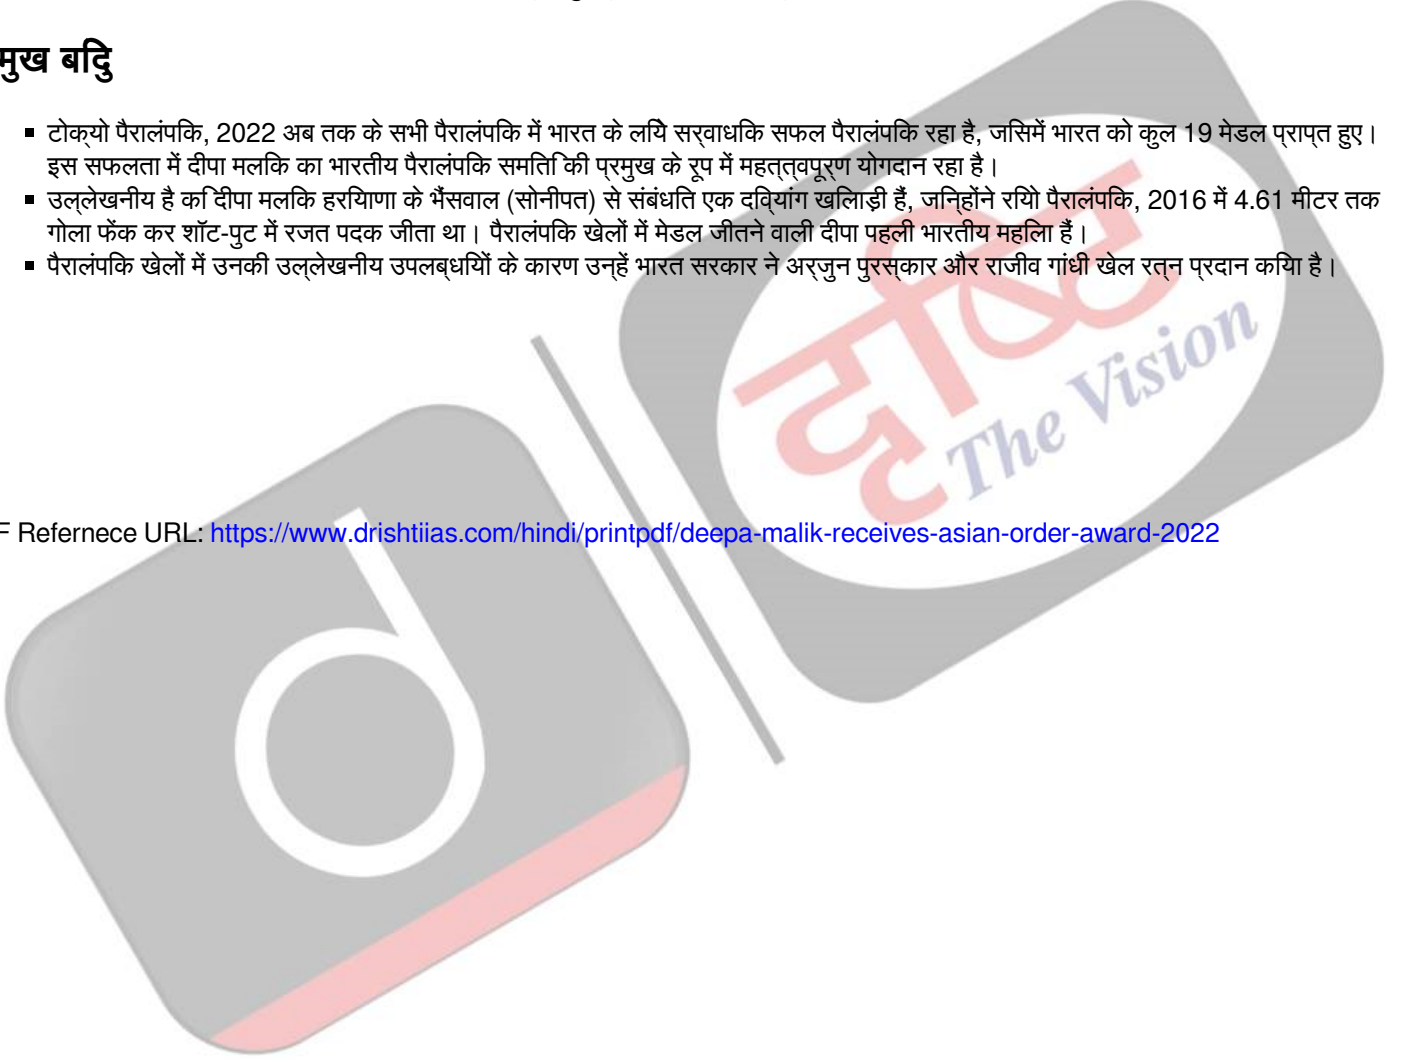 मुख बिंदु
टोक्यो पैरालंपिक, 2022 अब तक के सभी पैरालंपिक में भारत के लिये सर्वाधिक सफल पैरालंपिक रहा है, जिसमें भारत को कुल 19 मेडल प्राप्त हुए।
इस सफलता में दीपा मलिक का भारतीय पैरालंपिक समिति की प्रमुख के रूप में महत्त्वपूर्ण योगदान रहा है।
उल्लेखनीय है कि दीपा मलिक हरियाणा के भैंसवाल (सोनीपत) से संबंधित एक दिव्यांग खिलाड़ी हैं, जिन्होंने रियो पैरालंपिक, 2016 में 4.61 मीटर तक
गोला फेंक कर शॉट-पुट में रजत पदक जीता था। पैरालंपिक खेलों में मेडल जीतने वाली दीपा पहली भारतीय महिला हैं।
पैरालंपिक खेलों में उनकी उल्लेखनीय उपलब्धियों के कारण उन्हें भारत सरकार ने अर्जुन पुरस्कार और राजीव गांधी खेल रत्न प्रदान किया है।
दृष्टि
The Vision
F Refernece URL: https://www.drishtiias.com/hindi/printpdf/deepa-malik-receives-asian-order-award-2022
d